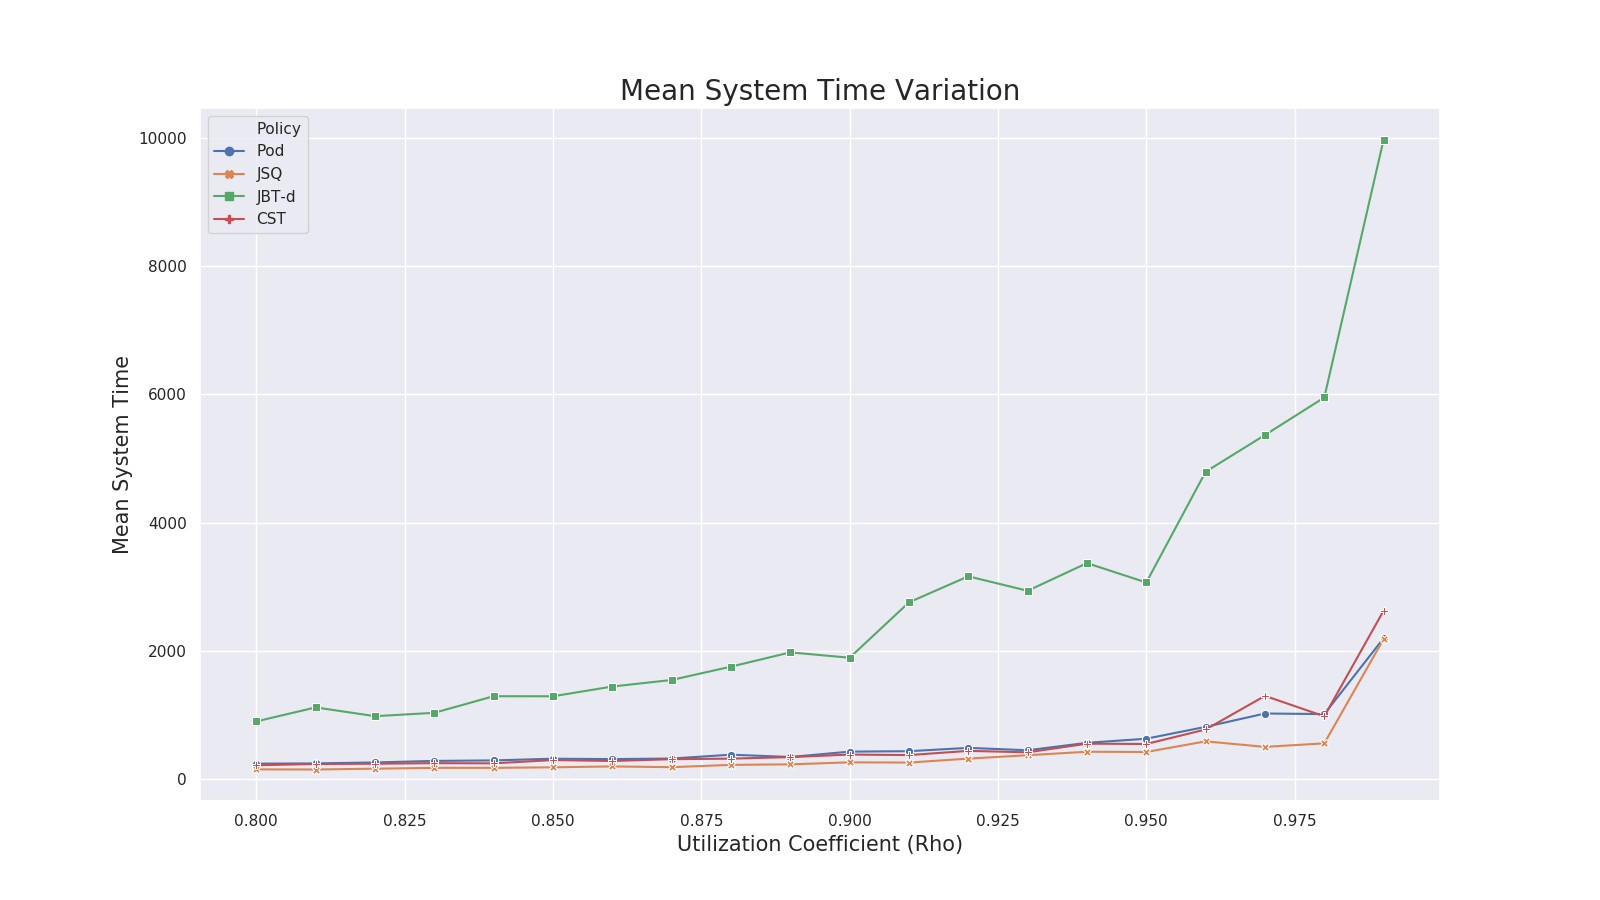 Mean System Time Variation
Policy
Pod
JSQ
JBT-d
CST
10000
8000
6000
4000
2000
0
Mean System Time
0.800 0.825 0.850 0.875 0.900 0.925 0.950 0.975
Utilization Coefficient (Rho)